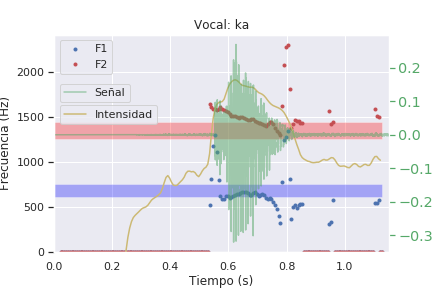 Vocal: ka
F1
F2
Señal
Intensidad
Frecuencia (Hz)
2000
1500
1000
500
0
0.2
0.1
0.0
−0.1
−0.2
−0.3
0.0 0.2 0.4 0.6 0.8 1.0
Tiempo (s)